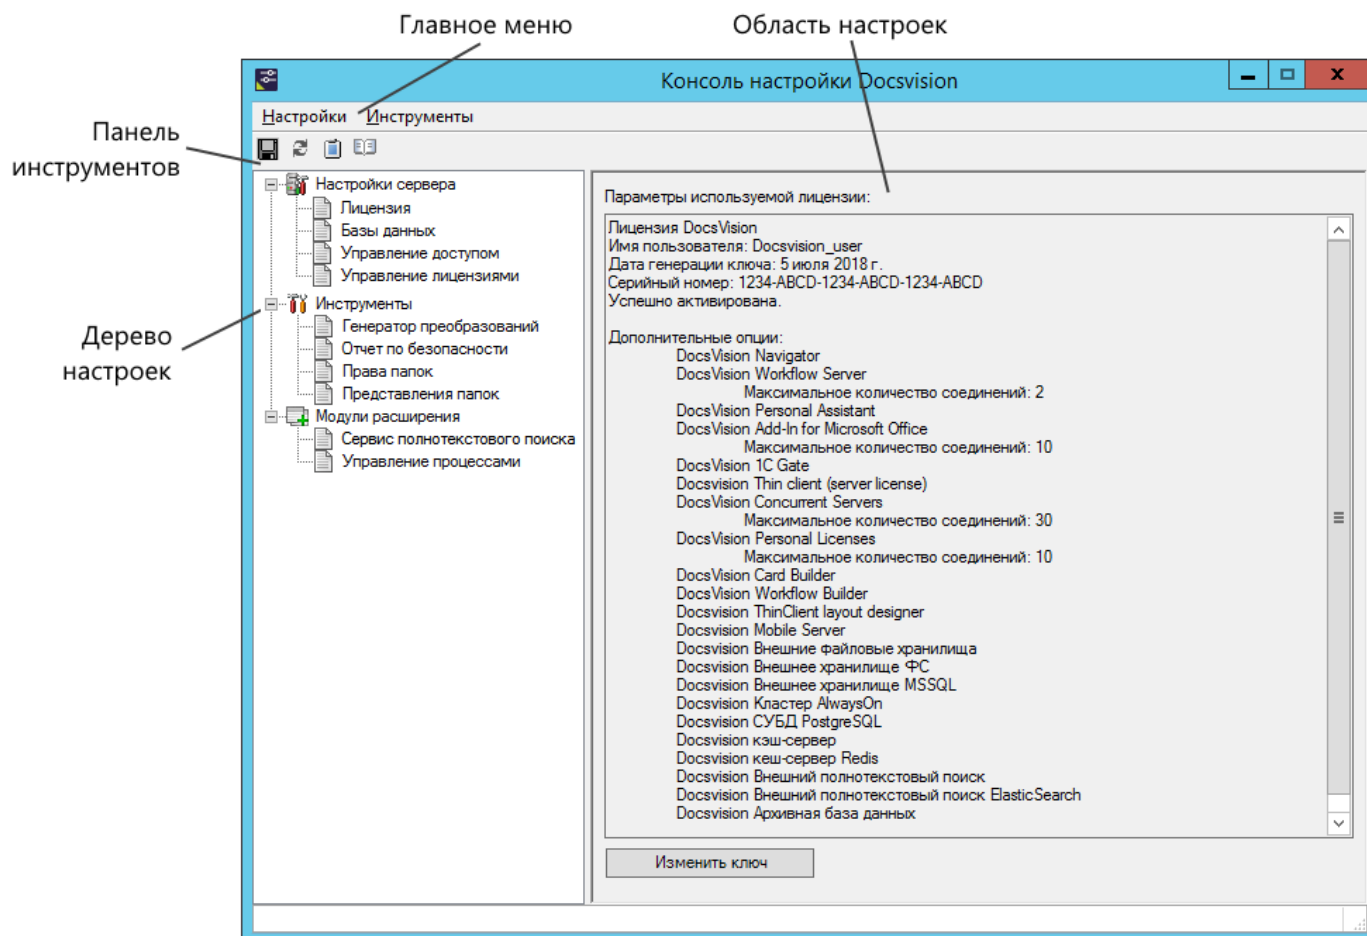 Главное меню
Область настроек
Консоль настройки Docsvision
Настройки Инструменты
Панель
инструментов
Дерево
настроек
Настройки сервера
Лицензия
Базы данных
Управление доступом
Управление лицензиями
Инструменты
Генератор преобразований
Отчет по безопасности
Права папок
Представления папок
Модули расширения
Сервис полнотекстового поиска
Управление процессами
Параметры используемой лицензии:
Лицензия DocsVision
Имя пользователя: Docsvision_user
Дата генерации ключа: 5 июля 2018 г.
Серийный номер: 1234-ABCD-1234-ABCD-1234-ABCD
Успешно активирована.
Дополнительные опции:
DocsVision Navigator
DocsVision Workflow Server
Максимальное количество соединений: 2
DocsVision Personal Assistant
DocsVision Add-In for Microsoft Office
Максимальное количество соединений: 10
DocsVision 1C Gate
Docsvision Thin client (server license)
DocsVision Concurrent Servers
Максимальное количество соединений: 30
DocsVision Personal Licenses
Максимальное количество соединений: 10
DocsVision Card Builder
DocsVision Workflow Builder
Docsvision ThinClient layout designer
Docsvision Mobile Server
Docsvision Внешние файловые хранилища
Docsvision Внешнее хранилище ФС
Docsvision Внешнее хранилище MSSQL
Docsvision Кластер AlwaysOn
Docsvision СУБД PostgreSQL
Docsvision кэш-сервер
Docsvision кеш-сервер Redis
Docsvision Внешний полнотекстовый поиск
Docsvision Внешний полнотекстовый поиск ElasticSearch
Docsvision Архивная база данных
Изменить ключ